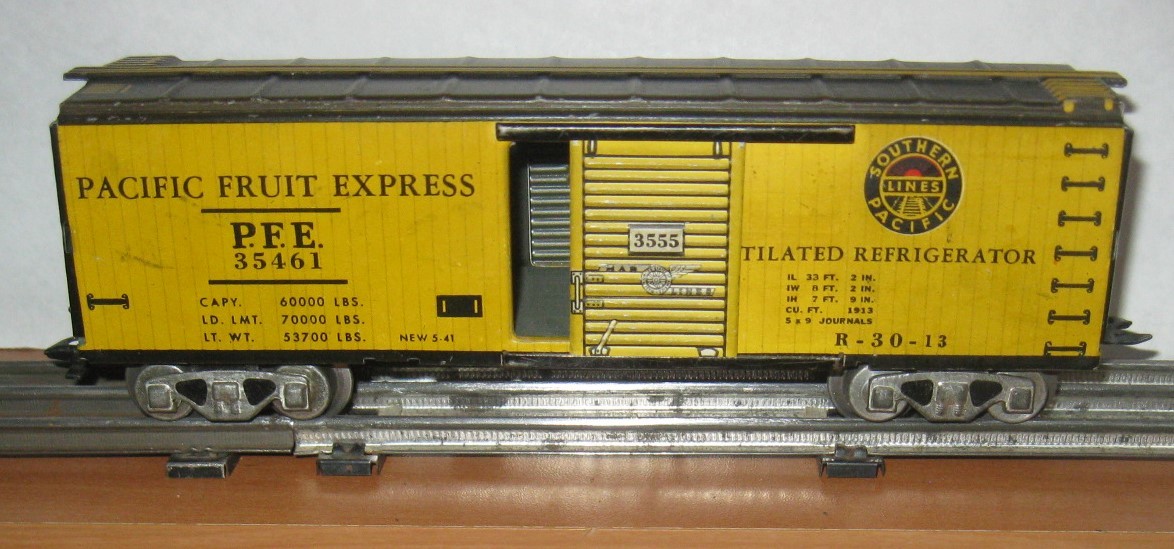 PACIFIC FRUIT EXPRESS
P.F.E.
35461
CAPY. 60000 LBS.
LD. LMT. 70000 LBS.
LT. WT. 53700 LBS.
NEW 5-41
3555
MAR
LINES
SOUTHERN
LINES
PACIFIC
TILATED REFRIGERATOR
IL 33 FT. 2 IN.
IW 8 FT. 2 IN.
IH 7 FT. 9 IN.
CU. FT. 1913
5 x 9 JOURNALS
R-30-13